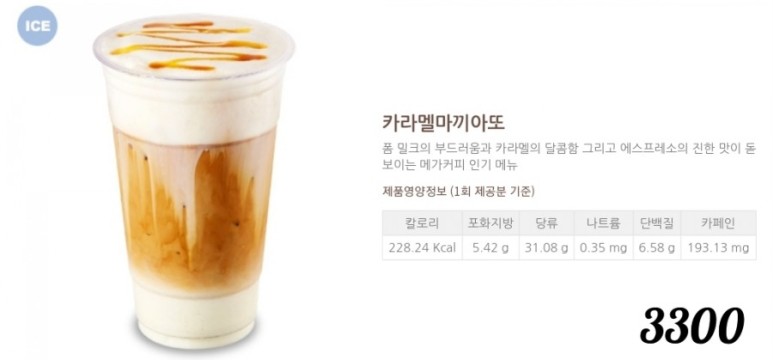 ICE
카라멜마끼아또
폼 밀크의 부드러움과 카라멜의 달콤함 그리고 에스프레소의 진한 맛이 돋
보이는 메가커피 인기 메뉴
제품영양정보 (1회 제공분 기준)
칼로리 포화지방 당류 나트륨 단백질 카페인
228.24 Kcal 5.42 g 31.08 g 0.35 mg 6.58 g 193.13 mg
3300